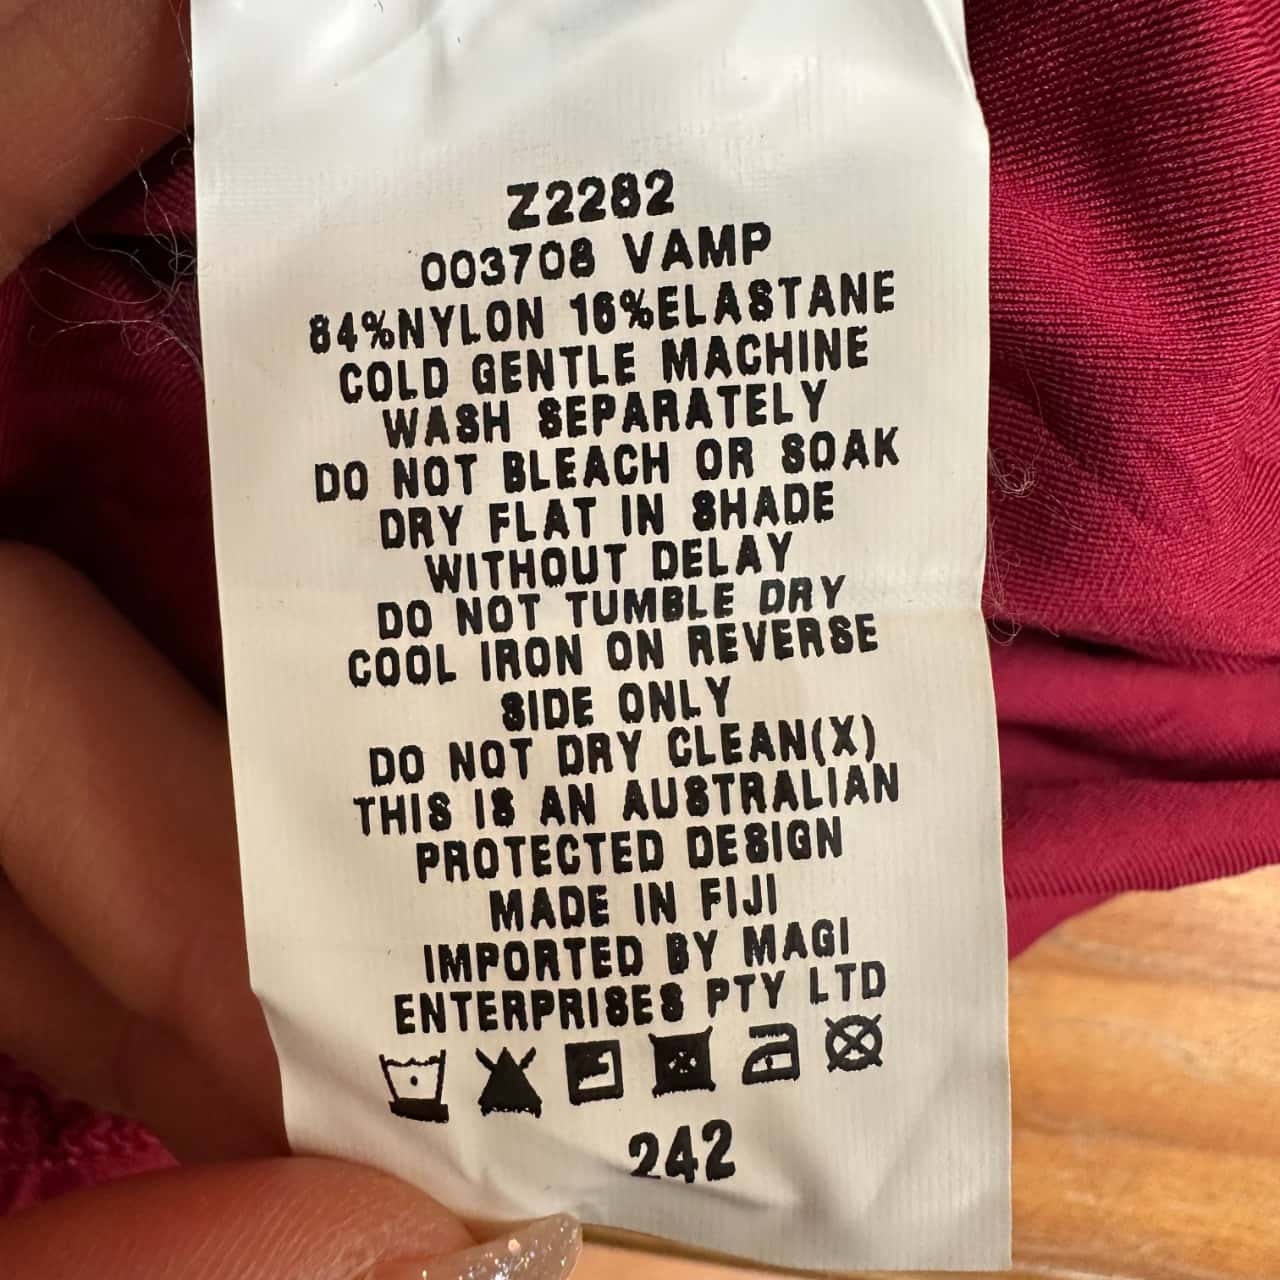 Z2282
003708 VAMP
84%NYLON 16%ELASTANE
COLD GENTLE MACHINE
WASH SEPARATELY
DO NOT BLEACH OR SOAK
DRY FLAT IN SHADE
WITHOUT DELAY
DO NOT TUMBLE DRY
COOL IRON ON REVERSE
SIDE ONLY
DO NOT DRY CLEAN(X)
THIS IS AN AUSTRALIAN
PROTECTED DESIGN
MADE IN FIJI
IMPORTED BY MAGI
ENTERPRISES PTY LTD
242